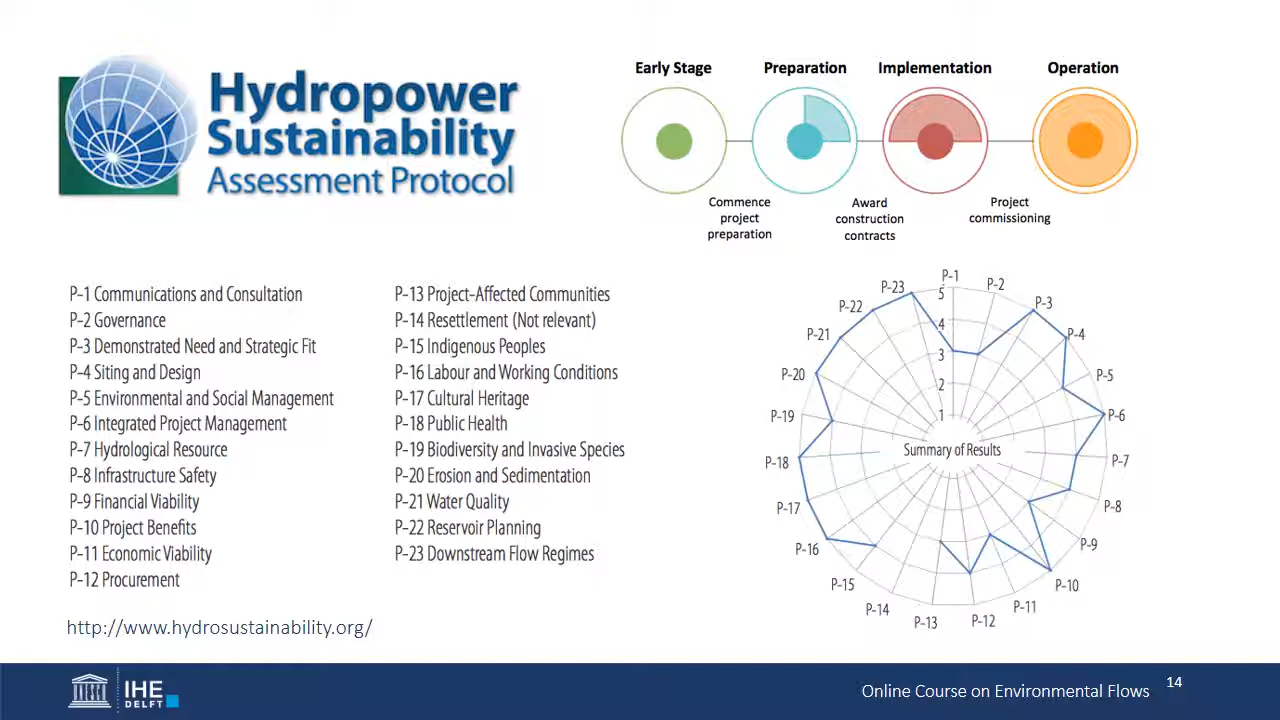 Hydropower
Sustainability
Assessment Protocol
Early Stage
Preparation
Implementation
Operation
Commence
project
preparation
Award
construction
contracts
Project
commissioning
P-1 Communications and Consultation
P-2 Governance
P-3 Demonstrated Need and Strategic Fit
P-4 Siting and Design
P-5 Environmental and Social Management
P-6 Integrated Project Management
P-7 Hydrological Resource
P-8 Infrastructure Safety
P-9 Financial Viability
P-10 Project Benefits
P-11 Economic Viability
P-12 Procurement
P-13 Project-Affected Communities
P-14 Resettlement (Not relevant)
P-15 Indigenous Peoples
P-16 Labour and Working Conditions
P-17 Cultural Heritage
P-18 Public Health
P-19 Biodiversity and Invasive Species
P-20 Erosion and Sedimentation
P-21 Water Quality
P-22 Reservoir Planning
P-23 Downstream Flow Regimes
P-1
P-2
P-3
P-4
P-5
P-6
P-7
P-8
P-9
P-10
P-11
P-12
P-13
P-14
P-15
P-16
P-17
P-18
P-19
P-20
P-21
P-22
P-23
5
4
3
2
1
Summary of Results
http://www.hydrosustainability.org/
UNESCO
IHE
DELFT
Online Course on Environmental Flows
14